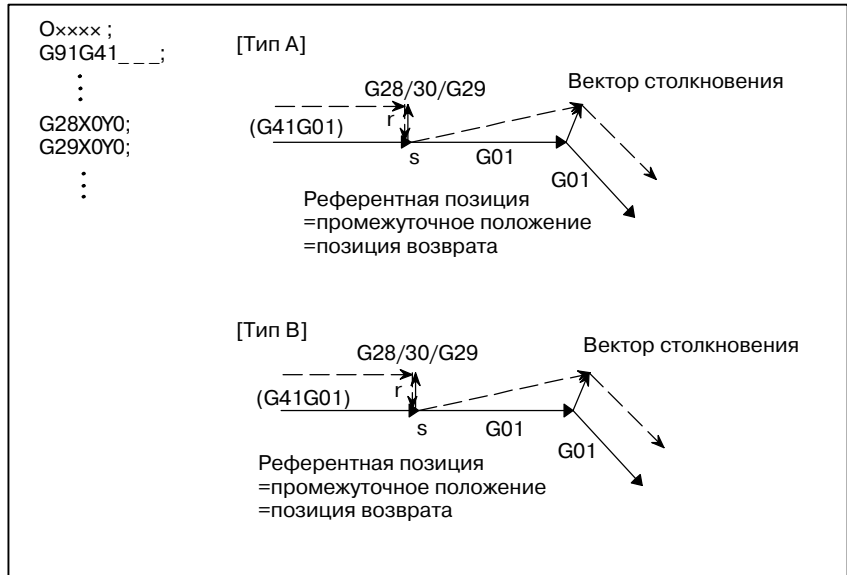 O×××× ;
G91G41_ _ _;
G28X0Y0;
G29X0Y0;
[Тип A]
G28/30/G29
Вектор столкновения
(G41G01)
r
s
G01
G01
Референтная позиция
=промежуточное положение
=позиция возврата
[Тип B]
G28/30/G29
Вектор столкновения
(G41G01)
r
s
G01
G01
Референтная позиция
=промежуточное положение
=позиция возврата